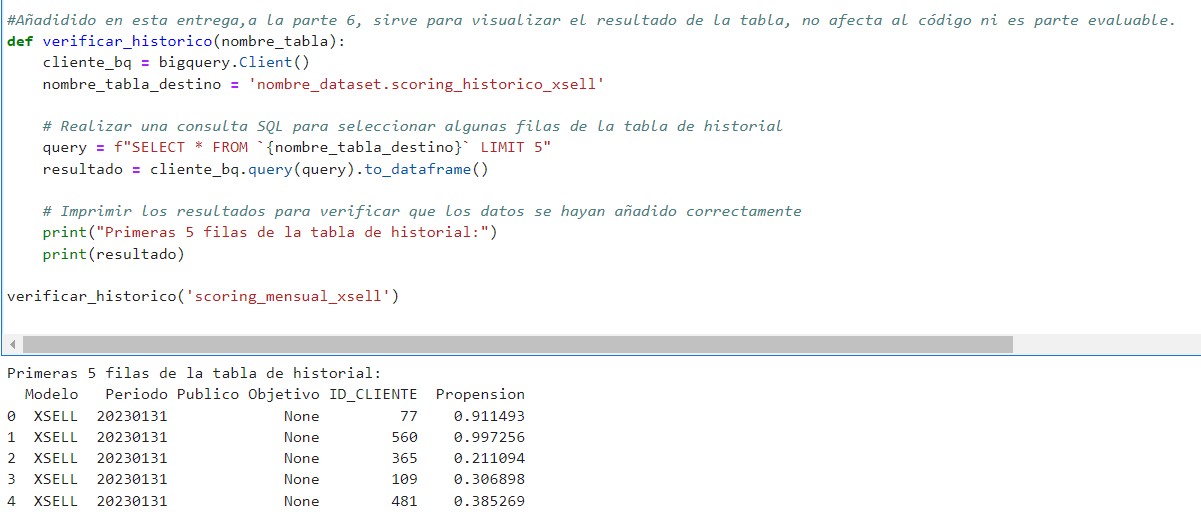 #Añadidido en esta entrega,a la parte 6, sirve para visualizar el resultado de la tabla, no afecta al código ni es parte evaluable.
def verificar_historico(nombre_tabla):
    cliente_bq = bigquery.Client()
    nombre_tabla_destino = 'nombre_dataset.scoring_historico_xsell'

    # Realizar una consulta SQL para seleccionar algunas filas de la tabla de historial
    query = f"SELECT * FROM `{nombre_tabla_destino}` LIMIT 5"
    resultado = cliente_bq.query(query).to_dataframe()

    # Imprimir los resultados para verificar que los datos se hayan añadido correctamente
    print("Primeras 5 filas de la tabla de historial:")
    print(resultado)

verificar_historico('scoring_mensual_xsell')

Primeras 5 filas de la tabla de historial:
  Modelo   Periodo Publico Objetivo ID_CLIENTE  Propension
0  XSELL  20230131             None         77    0.911493
1  XSELL  20230131             None        560    0.997256
2  XSELL  20230131             None        365    0.211094
3  XSELL  20230131             None        109    0.306898
4  XSELL  20230131             None        481    0.385269